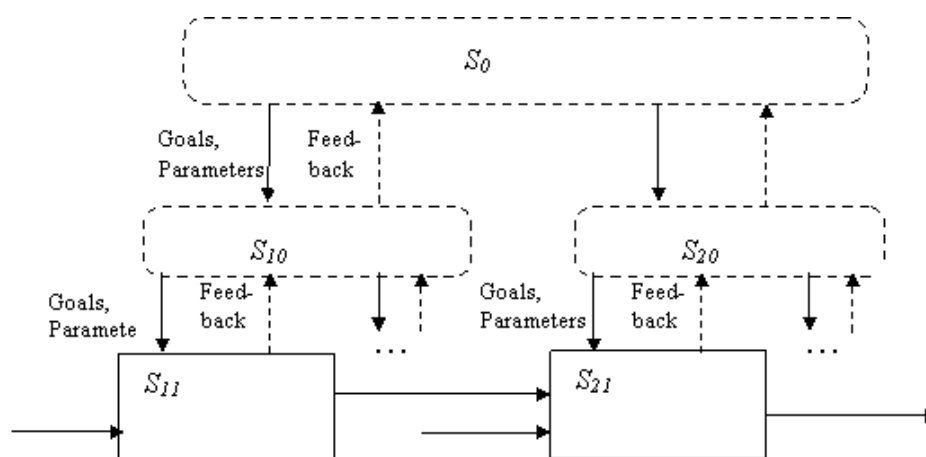 S0
Goals,
Parameters
Feed-
back
S10
S20
Goals,
Paramete
Feed-
back
Goals,
Parameters
Feed-
back
...
...
S11
S21